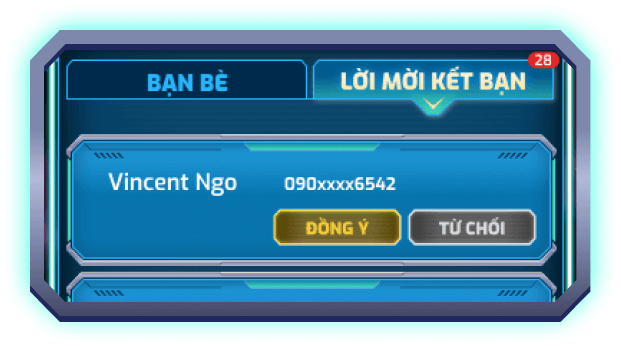 28
BẠN BÈ LỜI MỜI KẾT BẠN
Vincent Ngo 090xxxx6542
ĐỒNG Ý TỪ CHỐI